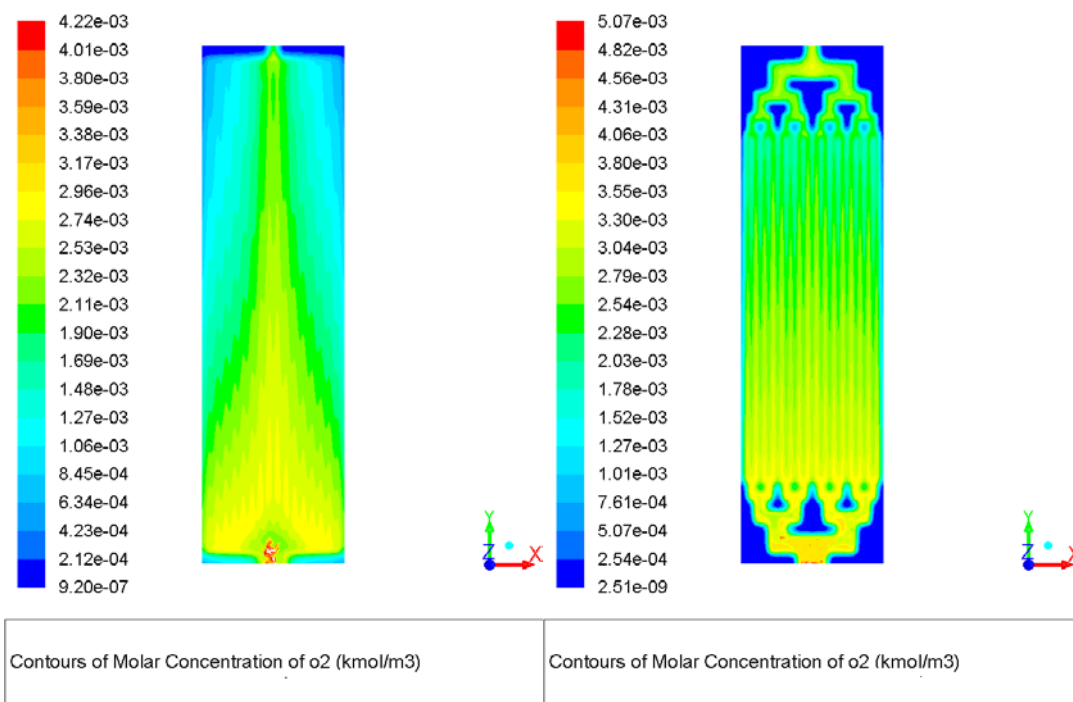 4.22e-03
4.01e-03
3.80e-03
3.59e-03
3.38e-03
3.17e-03
2.96e-03
2.74e-03
2.53e-03
2.32e-03
2.11e-03
1.90e-03
1.69e-03
1.48e-03
1.27e-03
1.06e-03
8.45e-04
6.34e-04
4.23e-04
2.12e-04
9.20e-07
Y
Z
X
Contours of Molar Concentration of o2 (kmol/m3)
5.07e-03
4.82e-03
4.56e-03
4.31e-03
4.06e-03
3.80e-03
3.55e-03
3.30e-03
3.04e-03
2.79e-03
2.54e-03
2.28e-03
2.03e-03
1.78e-03
1.52e-03
1.27e-03
1.01e-03
7.61e-04
5.07e-04
2.54e-04
2.51e-09
Y
Z
X
Contours of Molar Concentration of o2 (kmol/m3)